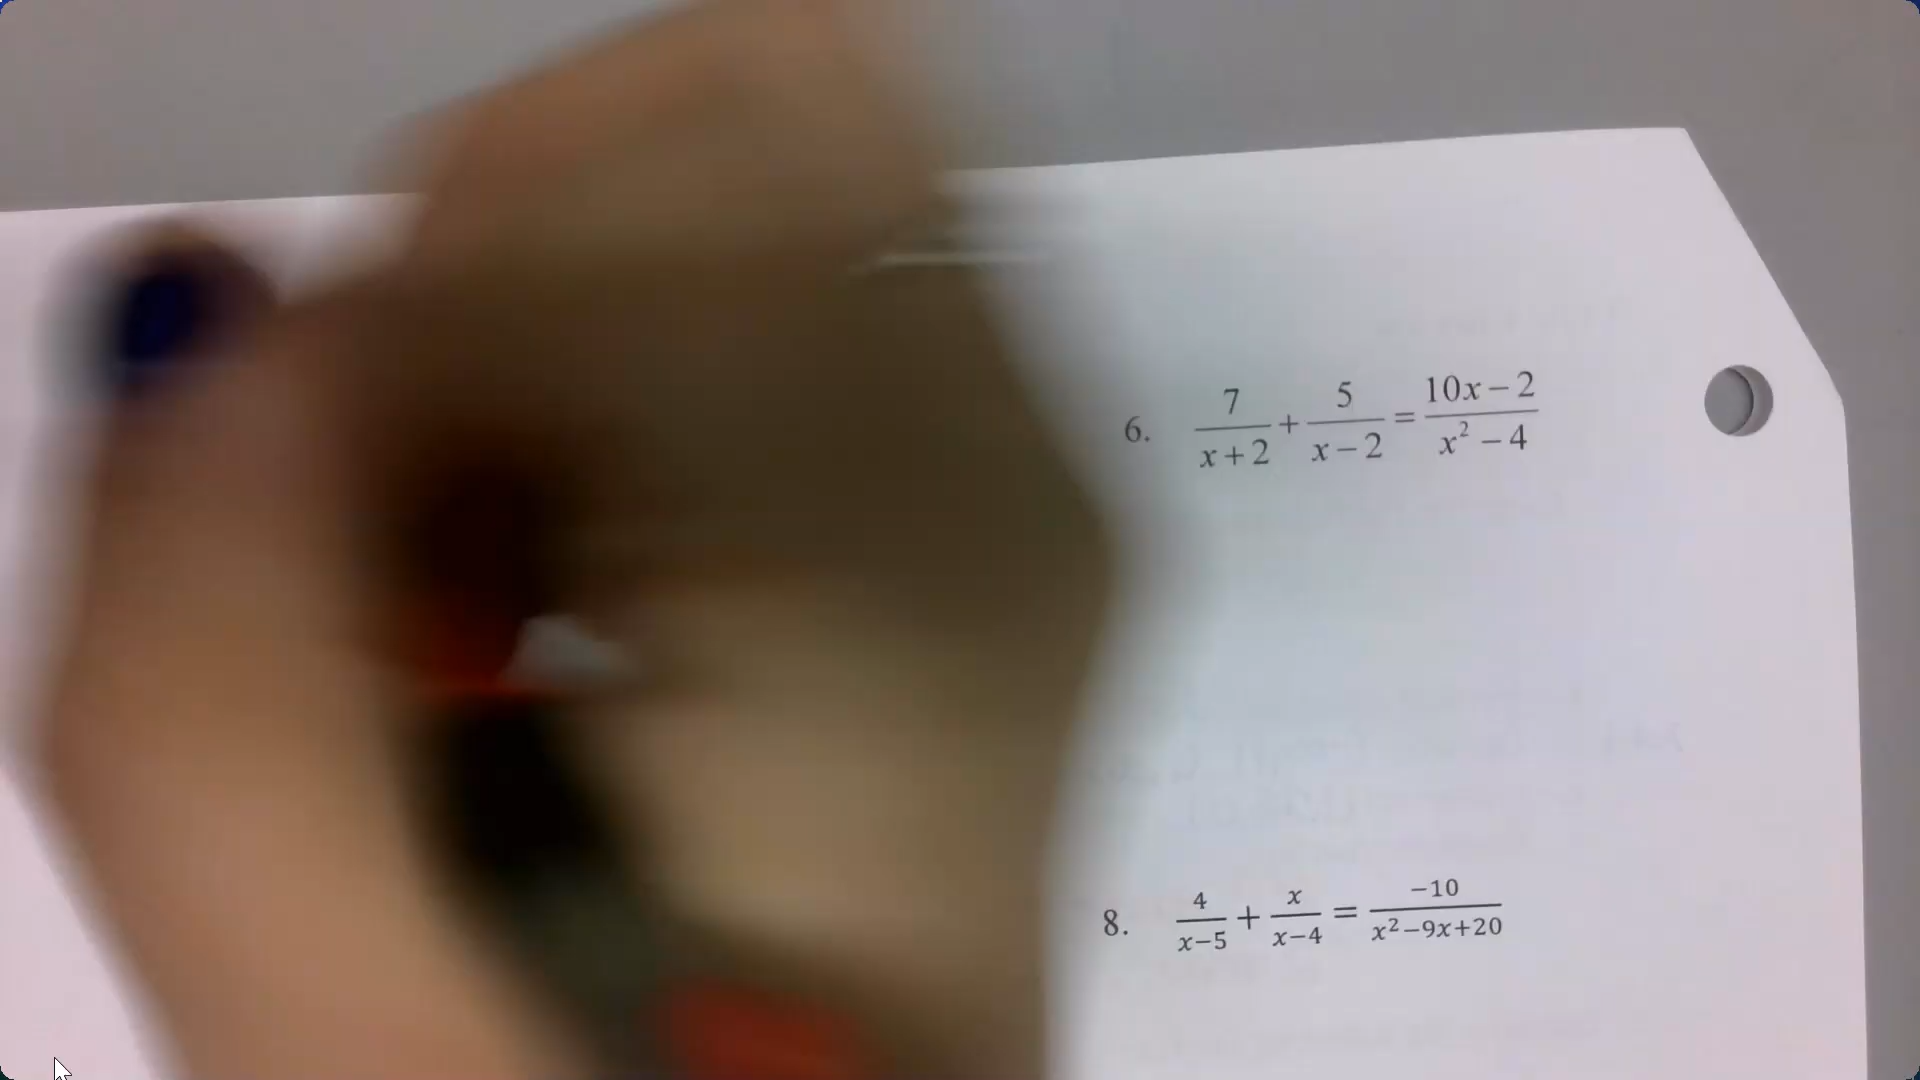 6. 7/(x+2) + 5/(x−2) = (10x−2)/(x²−4)
8. 4/(x−5) + x/(x−4) = −10/(x²−9x+20)